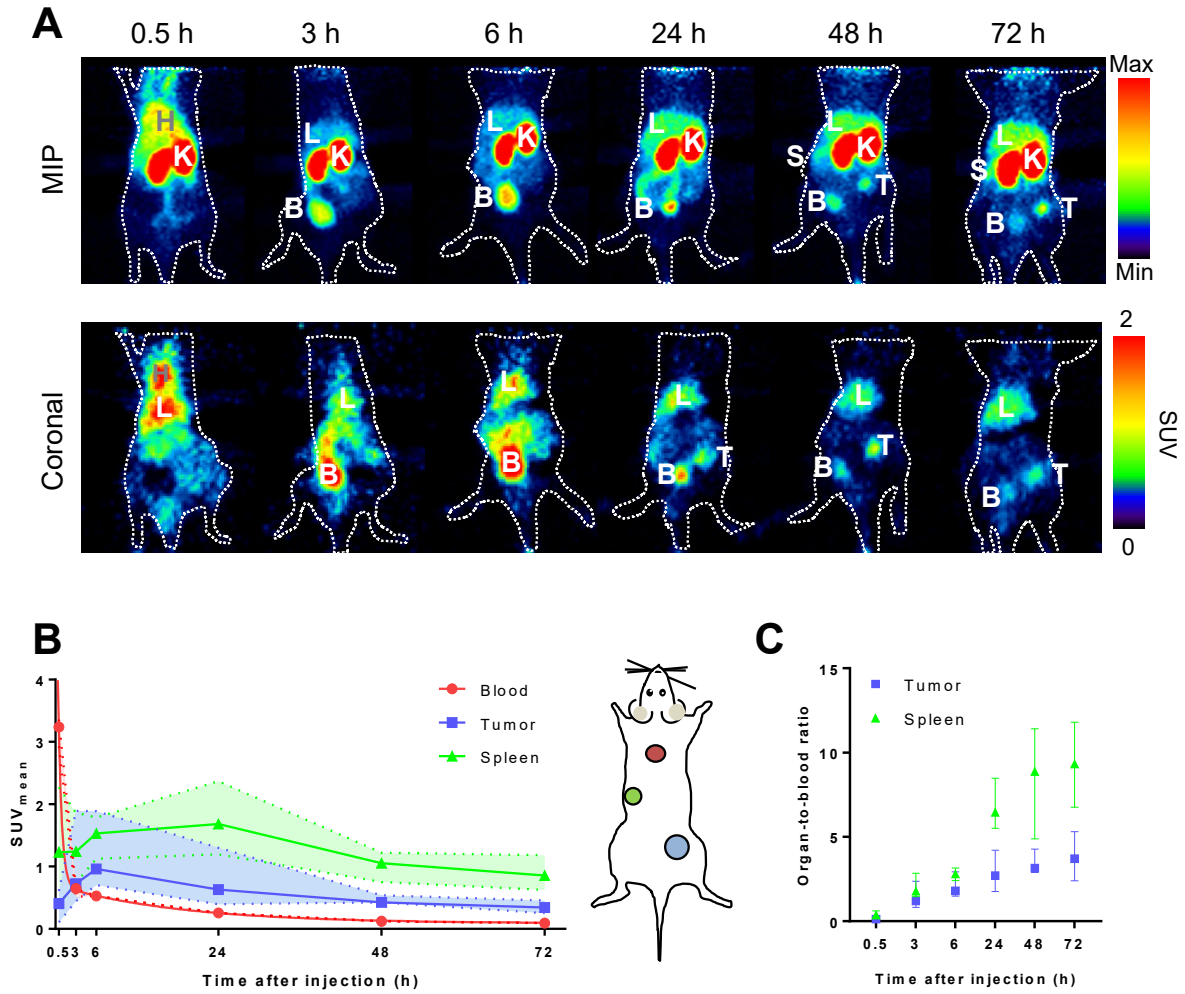 A
0.5 h 3 h 6 h 24 h 48 h 72 h
MIP
H K
L K B
L K B
L K B
L S K B T
L S K B T
Max
Min
Coronal
H L
L B
L B
L B T
L B T
L B T
2
SUV
0
B
SUVmean
4
3
2
1
0
0.5 3 6 24 48 72
Time after injection (h)
Blood
Tumor
Spleen
C
Organ-to-blood ratio
15
10
5
0
0.5 3 6 24 48 72
Time after injection (h)
Tumor
Spleen